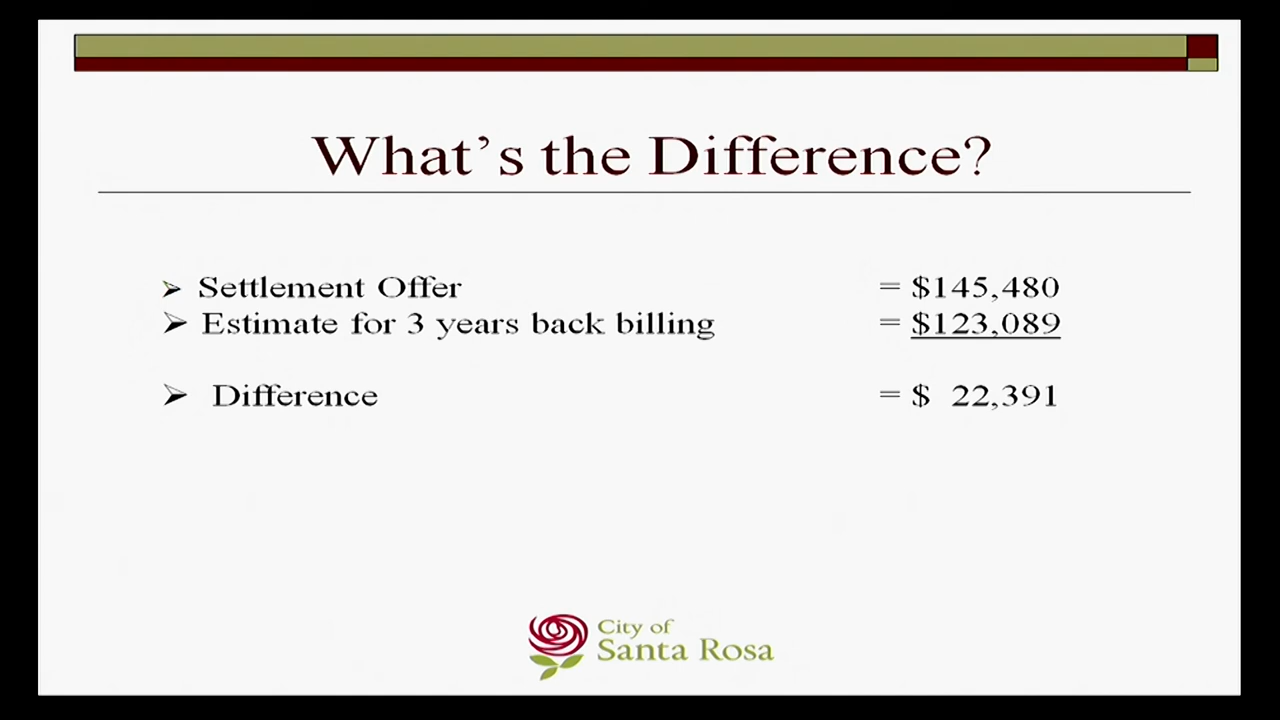 What's the Difference?
➢ Settlement Offer = $145,480
➢ Estimate for 3 years back billing = $123,089
➢ Difference = $ 22,391
City of
Santa Rosa